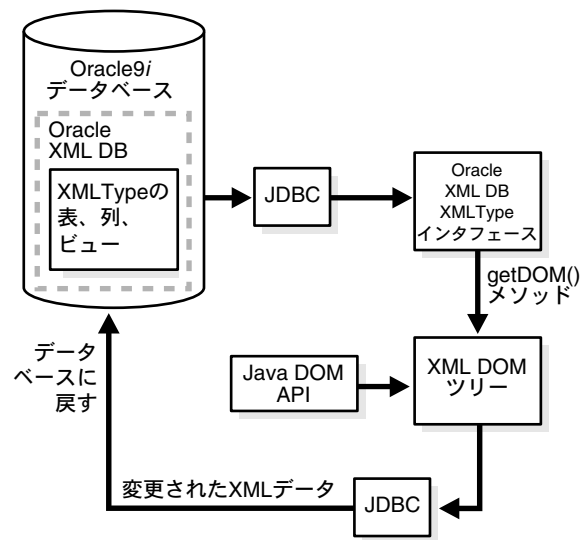 Oracle9i
データベース
Oracle
XML DB
XMLTypeの
表、列、
ビュー
JDBC
Oracle
XML DB
XMLType
インタフェース
getDOM()
メソッド
データ
ベースに
戻す
Java DOM
API
XML DOM
ツリー
変更されたXMLデータ
JDBC